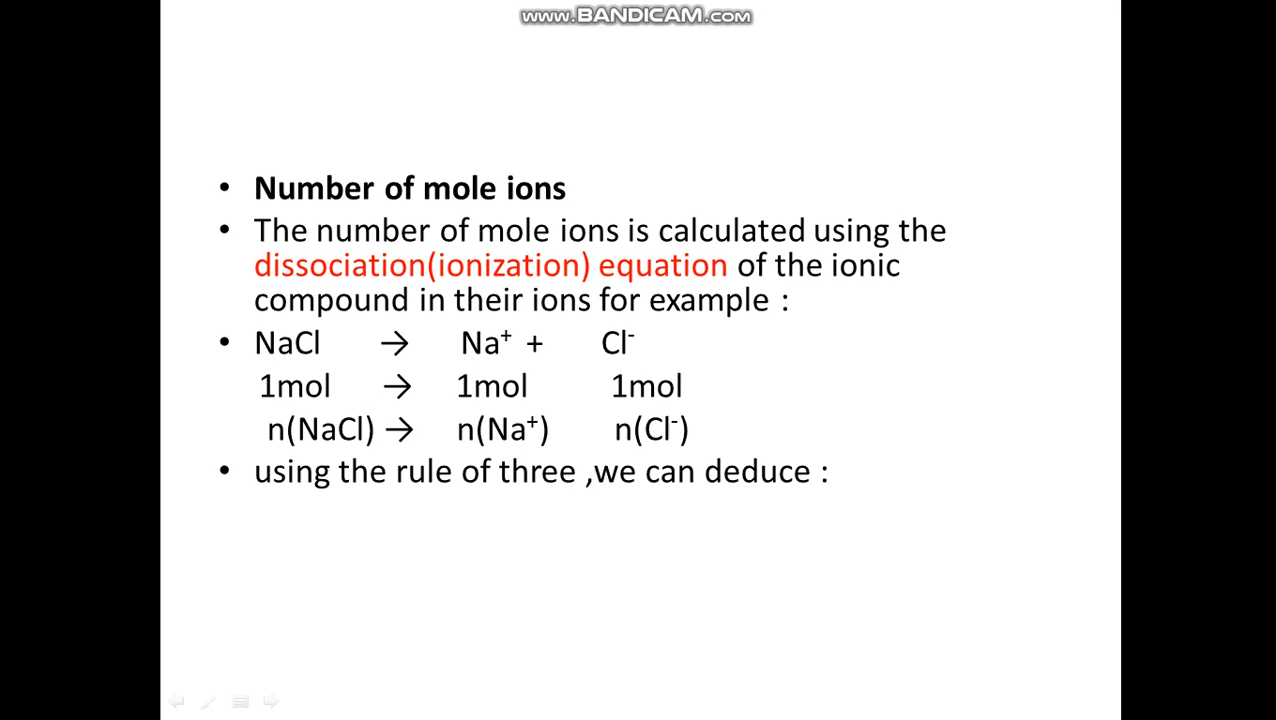 www.BANDICAM.com
• Number of mole ions
• The number of mole ions is calculated using the
dissociation(ionization) equation of the ionic
compound in their ions for example :
• NaCl → Na⁺ + Cl⁻
1mol → 1mol 1mol
n(NaCl) → n(Na⁺) n(Cl⁻)
• using the rule of three ,we can deduce :